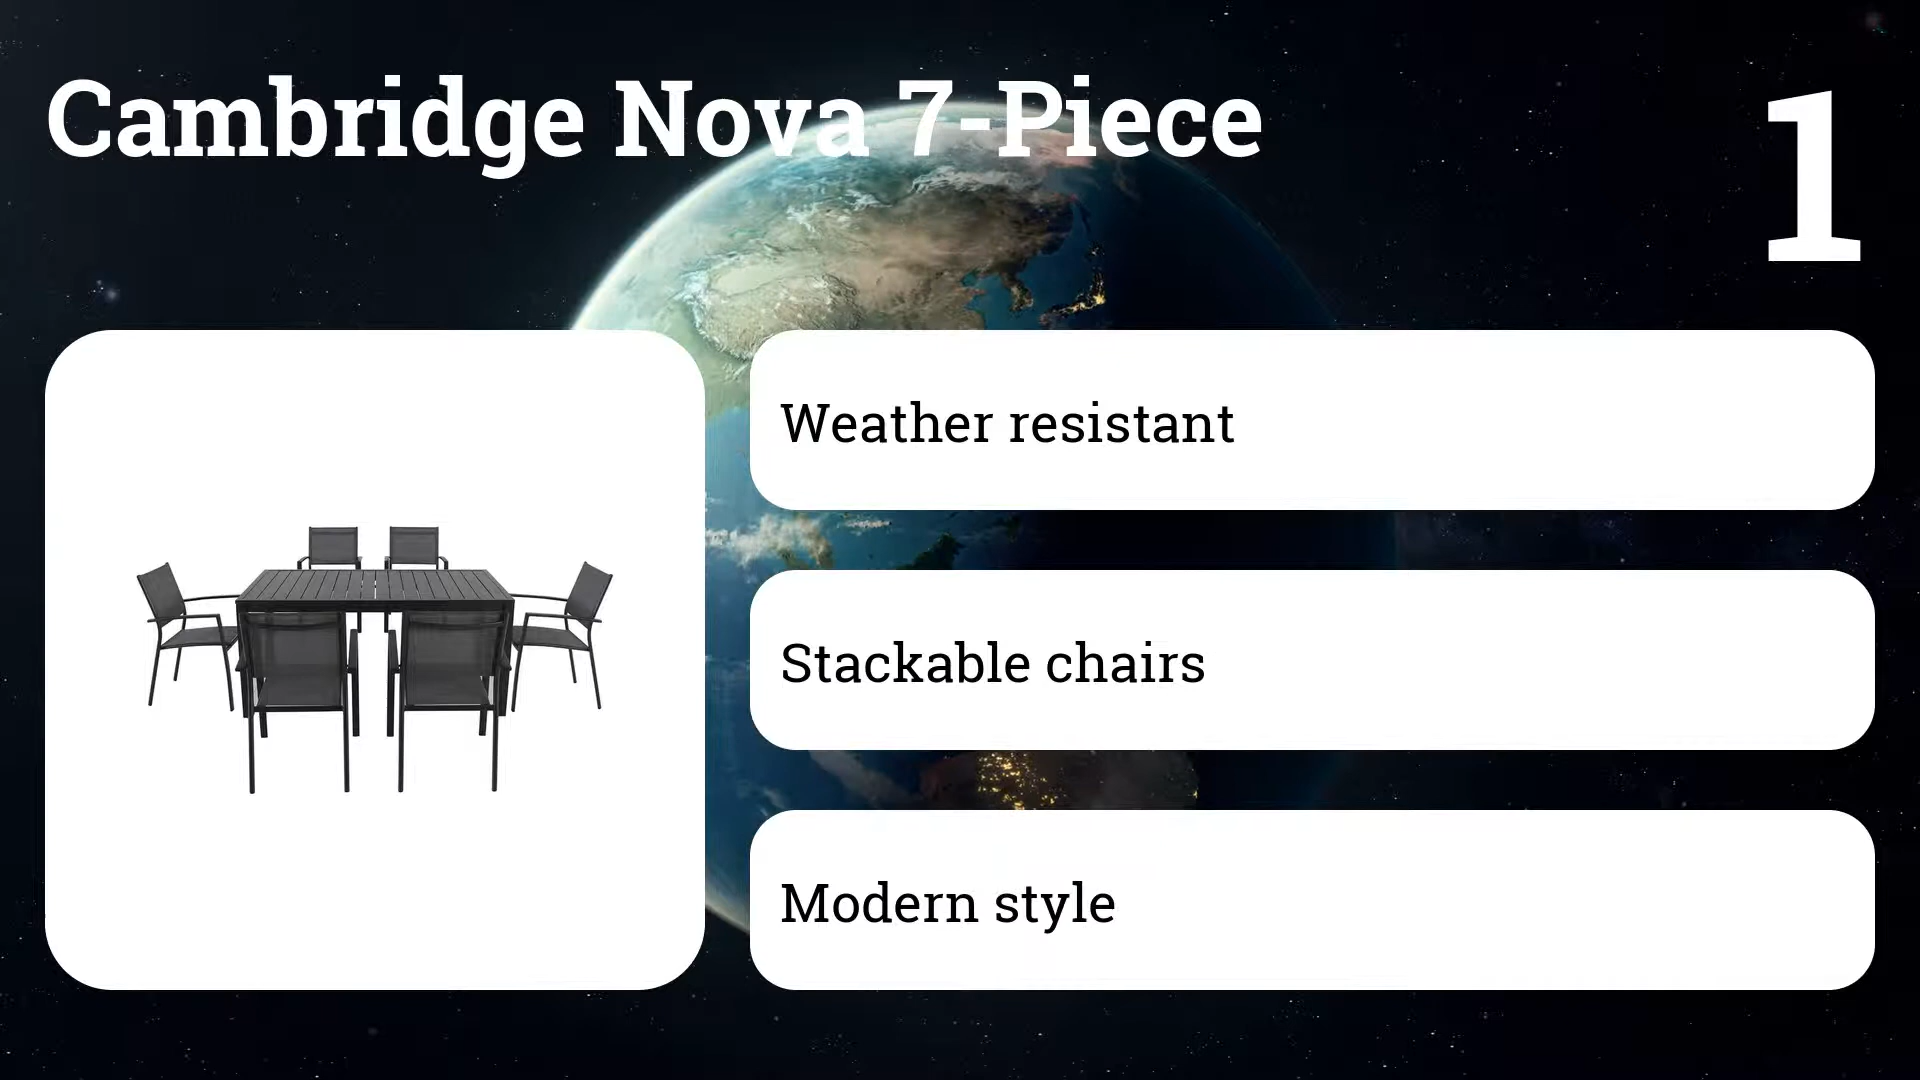 Cambridge Nova 7-Piece
1
Weather resistant
Stackable chairs
Modern style